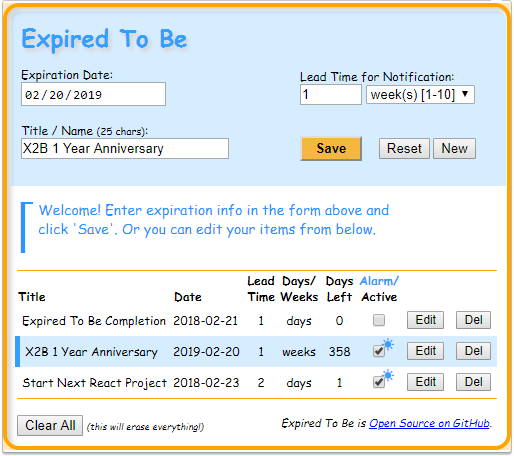 Expired To Be
Expiration Date:
02/20/2019
Lead Time for Notification:
1 week(s) [1-10]
Title / Name (25 chars):
X2B 1 Year Anniversary
Save Reset New
Welcome! Enter expiration info in the form above and
click 'Save'. Or you can edit your items from below.
Title Date Lead Time Days/Weeks Days Left Alarm/Active
Expired To Be Completion 2018-02-21 1 days 0 Edit Del
X2B 1 Year Anniversary 2019-02-20 1 weeks 358 Edit Del
Start Next React Project 2018-02-23 2 days 1 Edit Del
Clear All (this will erase everything!) Expired To Be is Open Source on GitHub.